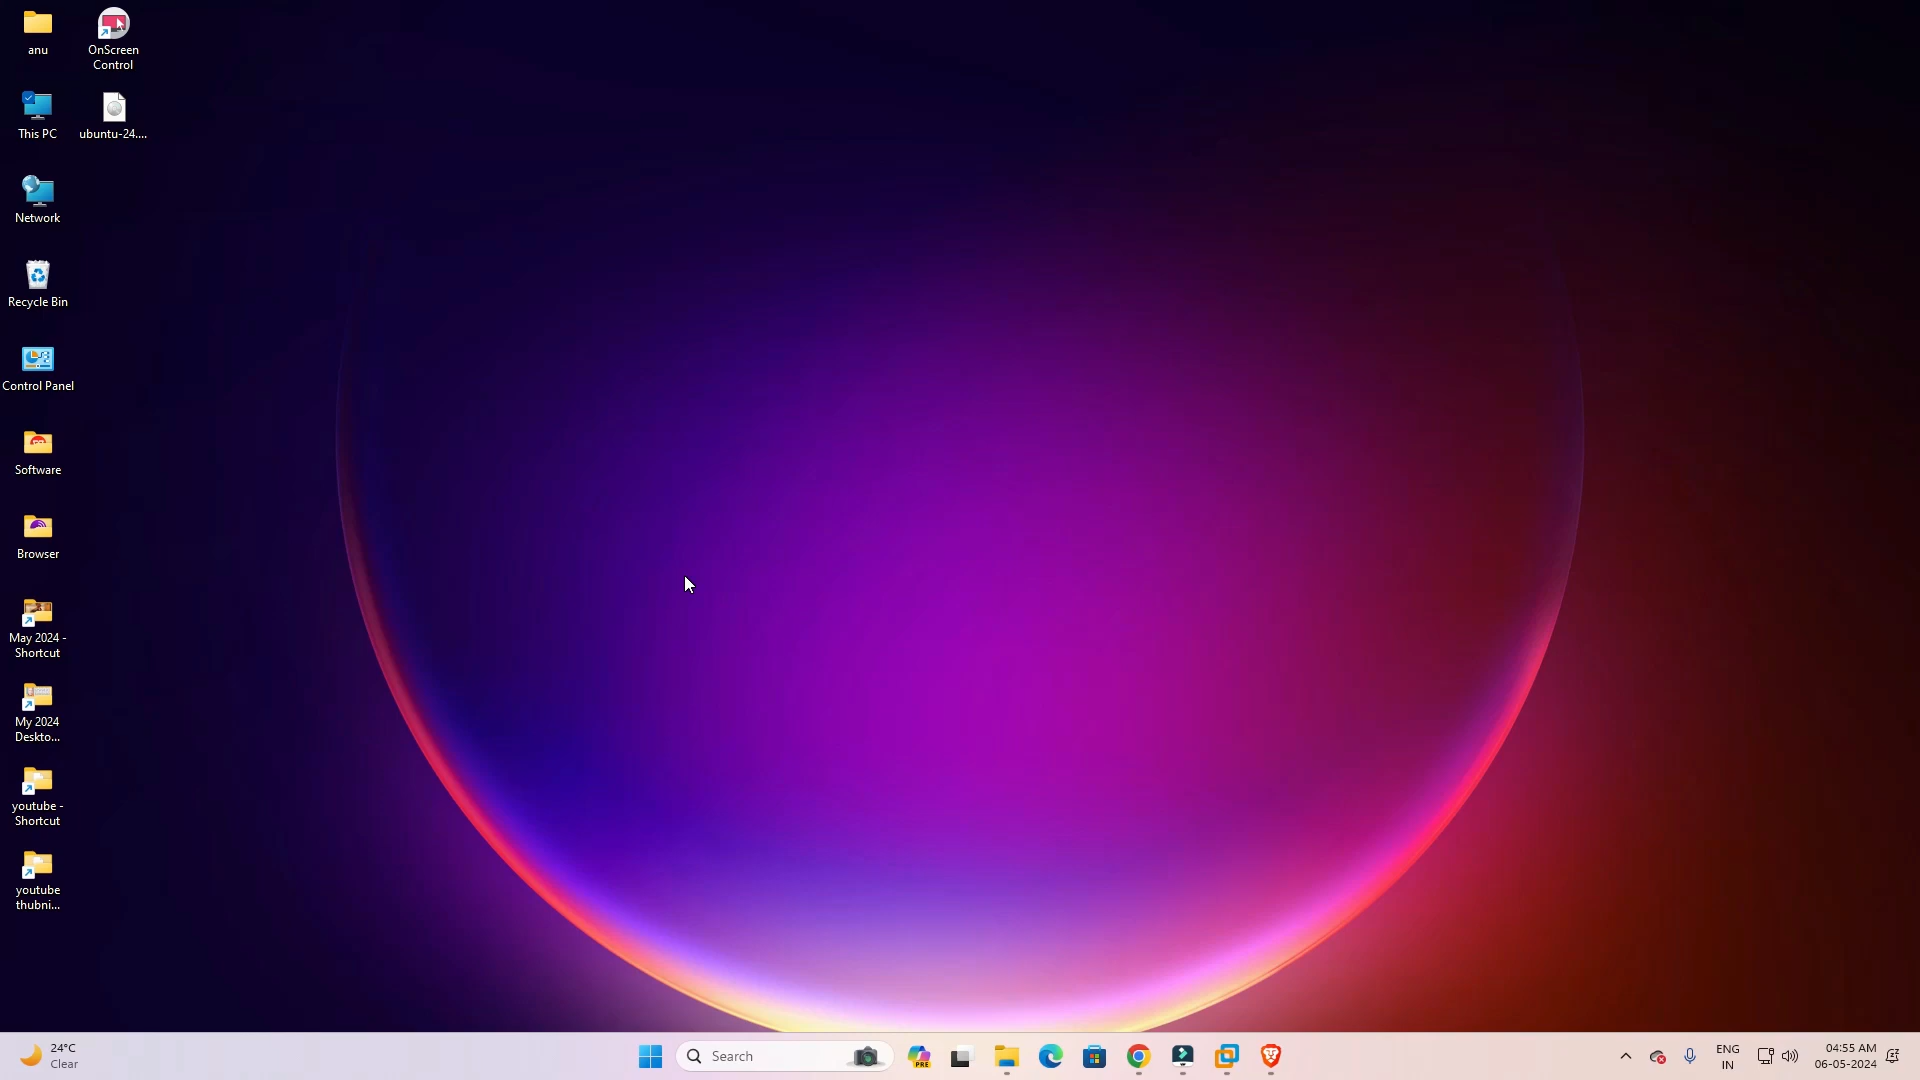 anu
OnScreen
Control
This PC
ubuntu-24....
Network
Recycle Bin
Control Panel
Software
Browser
May 2024 -
Shortcut
My 2024
Deskto...
youtube -
Shortcut
youtube
thubni...
24°C
Clear
Search
PRE
ENG
IN
04:55 AM
06-05-2024